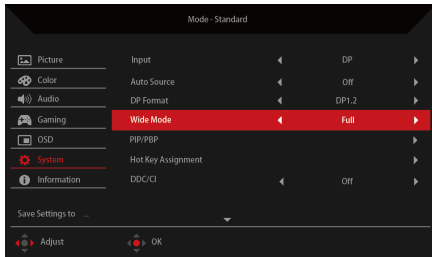 Mode - Standard
Picture Input DP
Color Auto Source Off
Audio DP Format DP1.2
Gaming Wide Mode Full
OSD PIP/PBP
System Hot Key Assignment
Information DDC/CI Off
Save Settings to ...
Adjust OK